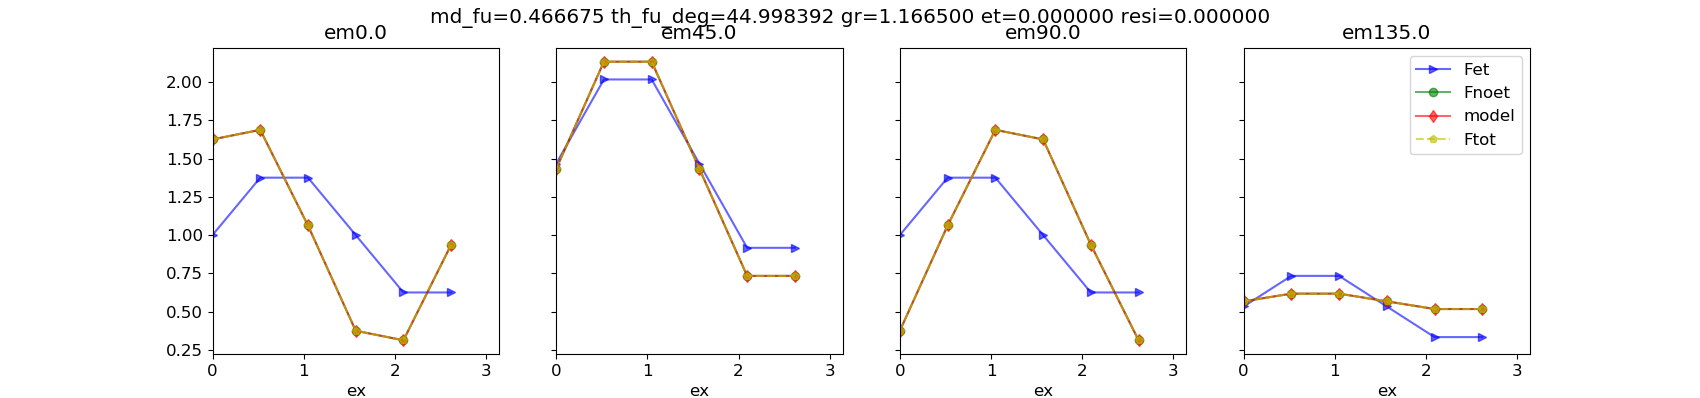 md_fu=0.466675 th_fu_deg=44.998392 gr=1.166500 et=0.000000 resi=0.000000
em0.0
em45.0
em90.0
em135.0
2.00
1.75
1.50
1.25
1.00
0.75
0.50
0.25
Fet
Fnoet
model
Ftot
0 1 2 3
0 1 2 3
0 1 2 3
0 1 2 3
ex
ex
ex
ex